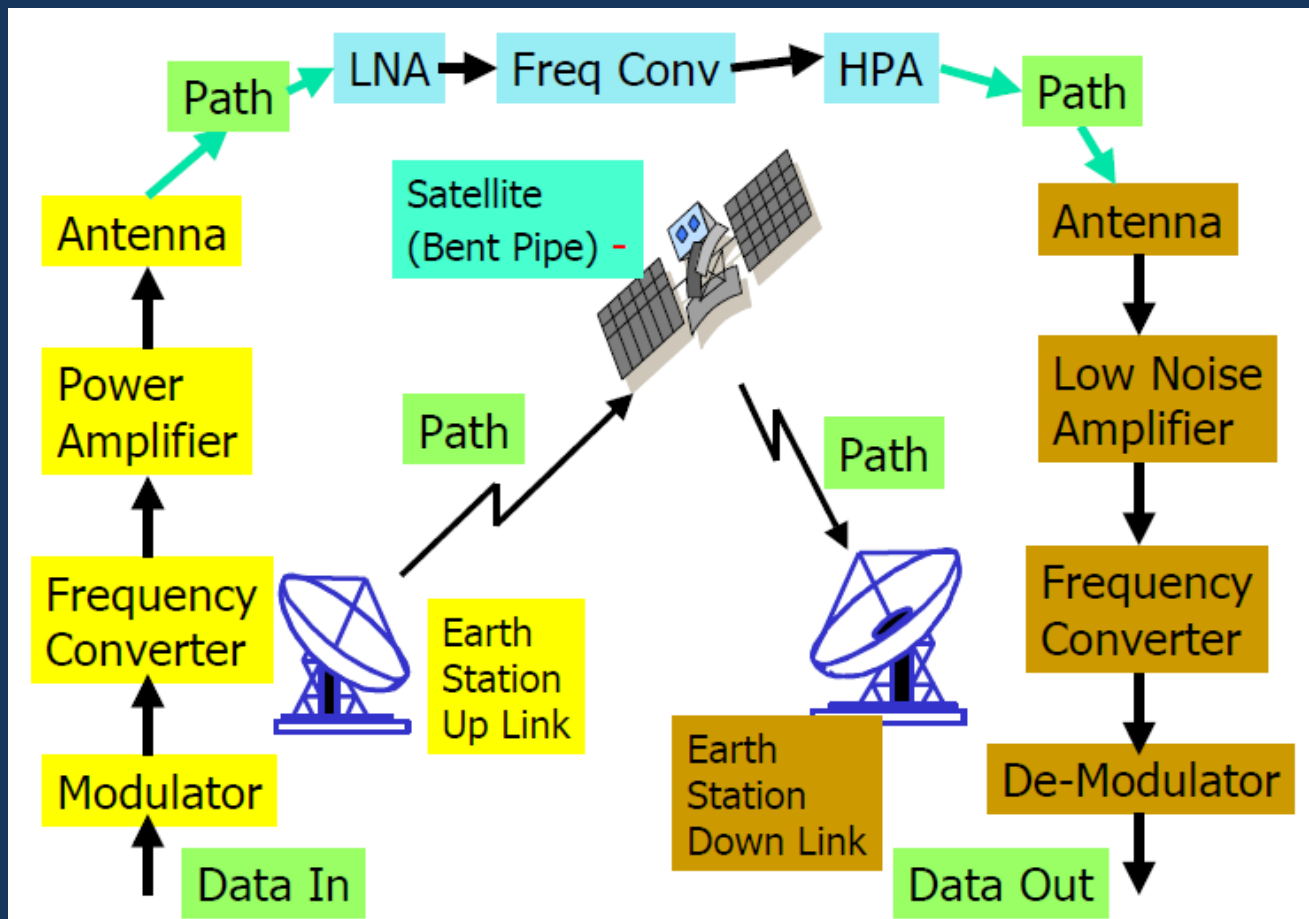 LNA
Freq Conv
HPA
Path
Path
Satellite
(Bent Pipe) -
Antenna
Antenna
Power
Amplifier
Low Noise
Amplifier
Path
Path
Frequency
Converter
Frequency
Converter
Earth
Station
Up Link
Earth
Station
Down Link
Modulator
De-Modulator
Data In
Data Out